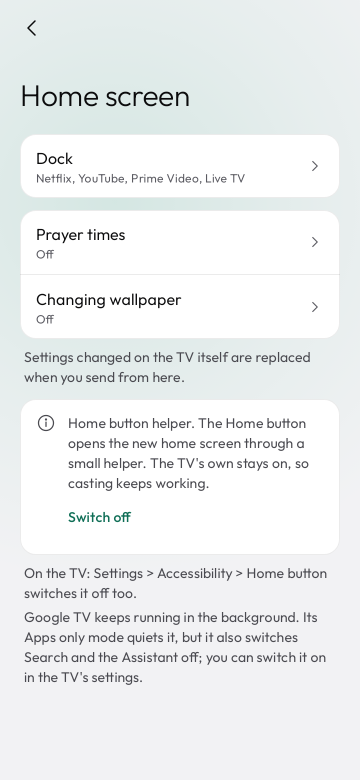 Home screen
Dock
Netflix, YouTube, Prime Video, Live TV
Prayer times
Off
Changing wallpaper
Off
Settings changed on the TV itself are replaced
when you send from here.
Home button helper. The Home button
opens the new home screen through a
small helper. The TV's own stays on, so
casting keeps working.
Switch off
On the TV: Settings > Accessibility > Home button
switches it off too.
Google TV keeps running in the background. Its
Apps only mode quiets it, but it also switches
Search and the Assistant off; you can switch it on
in the TV's settings.